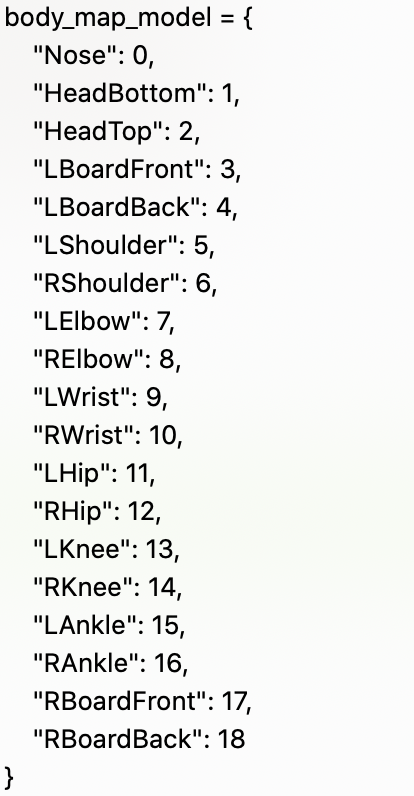 body_map_model = {
    "Nose": 0,
    "HeadBottom": 1,
    "HeadTop": 2,
    "LBoardFront": 3,
    "LBoardBack": 4,
    "LShoulder": 5,
    "RShoulder": 6,
    "LElbow": 7,
    "RElbow": 8,
    "LWrist": 9,
    "RWrist": 10,
    "LHip": 11,
    "RHip": 12,
    "LKnee": 13,
    "RKnee": 14,
    "LAnkle": 15,
    "RAnkle": 16,
    "RBoardFront": 17,
    "RBoardBack": 18
}